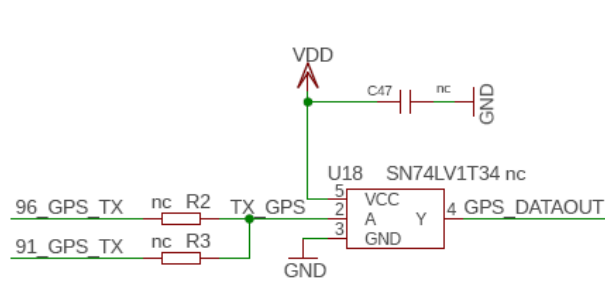 VDD
C47 nc
GND
U18 SN74LV1T34 nc
5 VCC
96_GPS_TX nc R2 TX_GPS 2 A Y 4 GPS_DATAOUT
3 GND
91_GPS_TX nc R3
GND